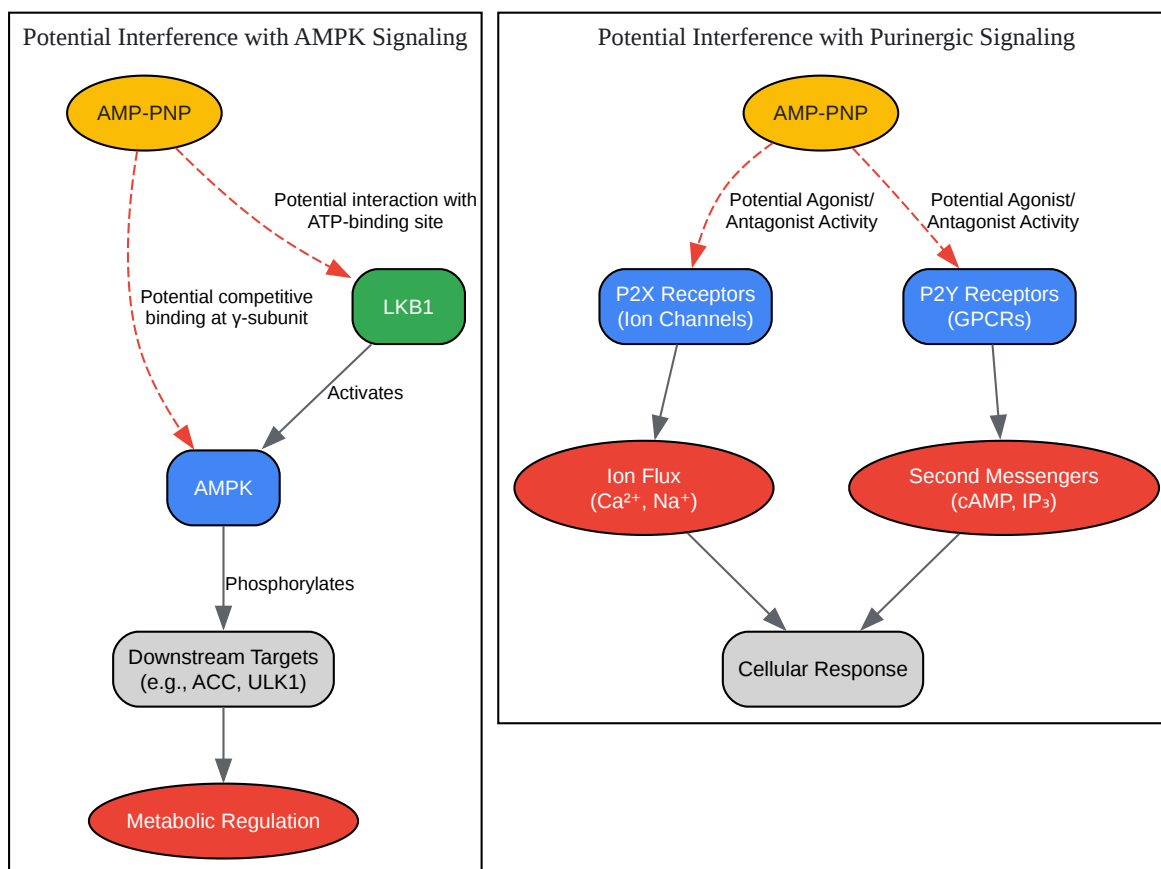 Potential Interference with AMPK Signaling
AMP-PNP
Potential interaction with
ATP-binding site
LKB1
Potential competitive
binding at γ-subunit
Activates
AMPK
Phosphorylates
Downstream Targets
(e.g., ACC, ULK1)
Metabolic Regulation
Potential Interference with Purinergic Signaling
AMP-PNP
Potential Agonist/
Antagonist Activity
Potential Agonist/
Antagonist Activity
P2X Receptors
(Ion Channels)
P2Y Receptors
(GPCRs)
Ion Flux
(Ca²⁺, Na⁺)
Second Messengers
(cAMP, IP₃)
Cellular Response